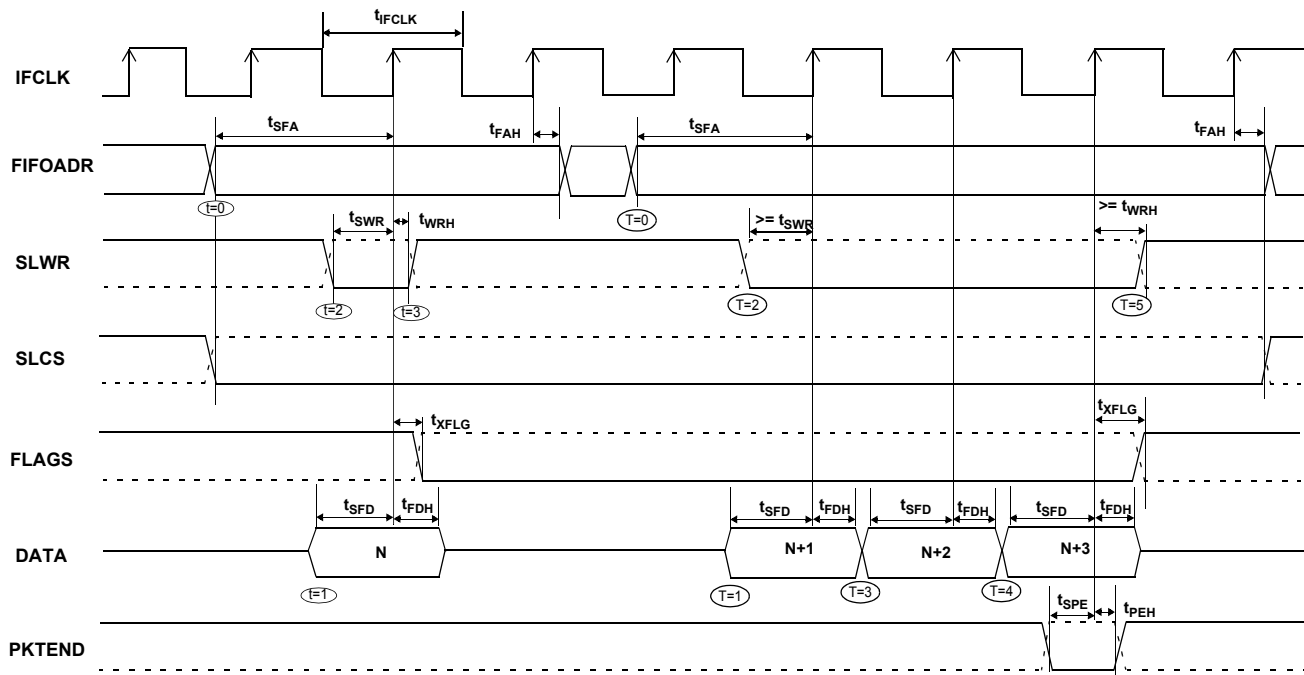 tIFCLK
IFCLK
tSFA
tFAH
tSFA
tFAH
FIFOADR
t=0
tSWR
tWRH
T=0
>= tSWR
>= tWRH
SLWR
t=2
t=3
T=2
T=5
SLCS
tXFLG
tXFLG
FLAGS
tSFD
tFDH
tSFD
tFDH
tSFD
tFDH
tSFD
tFDH
DATA
N
N+1
N+2
N+3
t=1
T=1
T=3
T=4
tSPE
tPEH
PKTEND